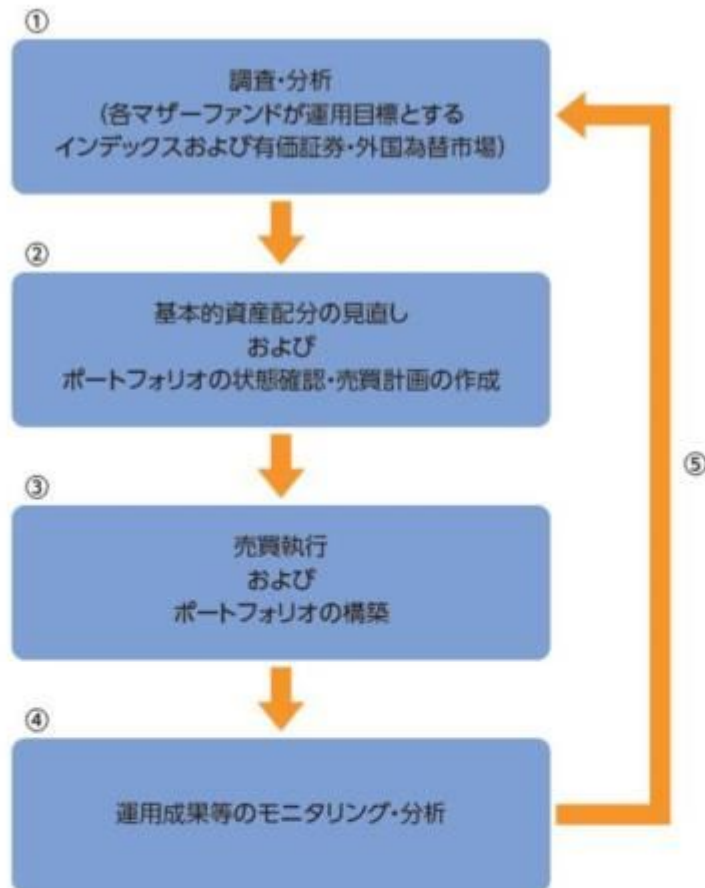 ①
調査・分析
(各マザーファンドが運用目標とする
インデックスおよび有価証券・外国為替市場)
②
基本的資産配分の見直し
および
ポートフォリオの状態確認・売買計画の作成
③
売買執行
および
ポートフォリオの構築
④
運用成果等のモニタリング・分析
⑤